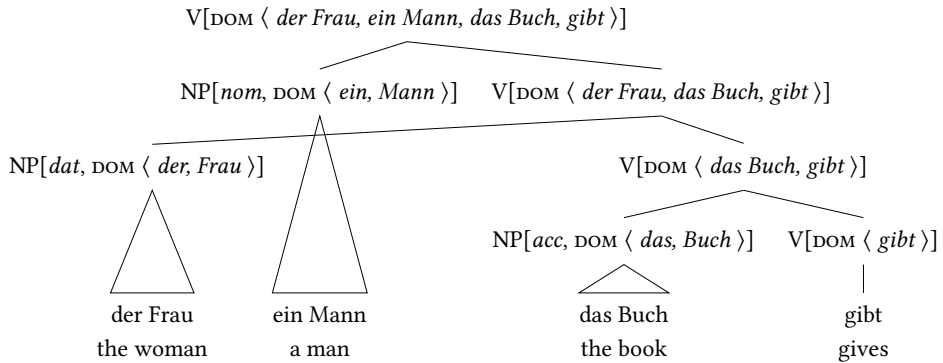 V[DOM ⟨ der Frau, ein Mann, das Buch, gibt ⟩]
NP[nom, DOM ⟨ ein, Mann ⟩] V[DOM ⟨ der Frau, das Buch, gibt ⟩]
NP[dat, DOM ⟨ der, Frau ⟩] V[DOM ⟨ das Buch, gibt ⟩]
NP[acc, DOM ⟨ das, Buch ⟩] V[DOM ⟨ gibt ⟩]
der Frau ein Mann das Buch gibt
the woman a man the book gives